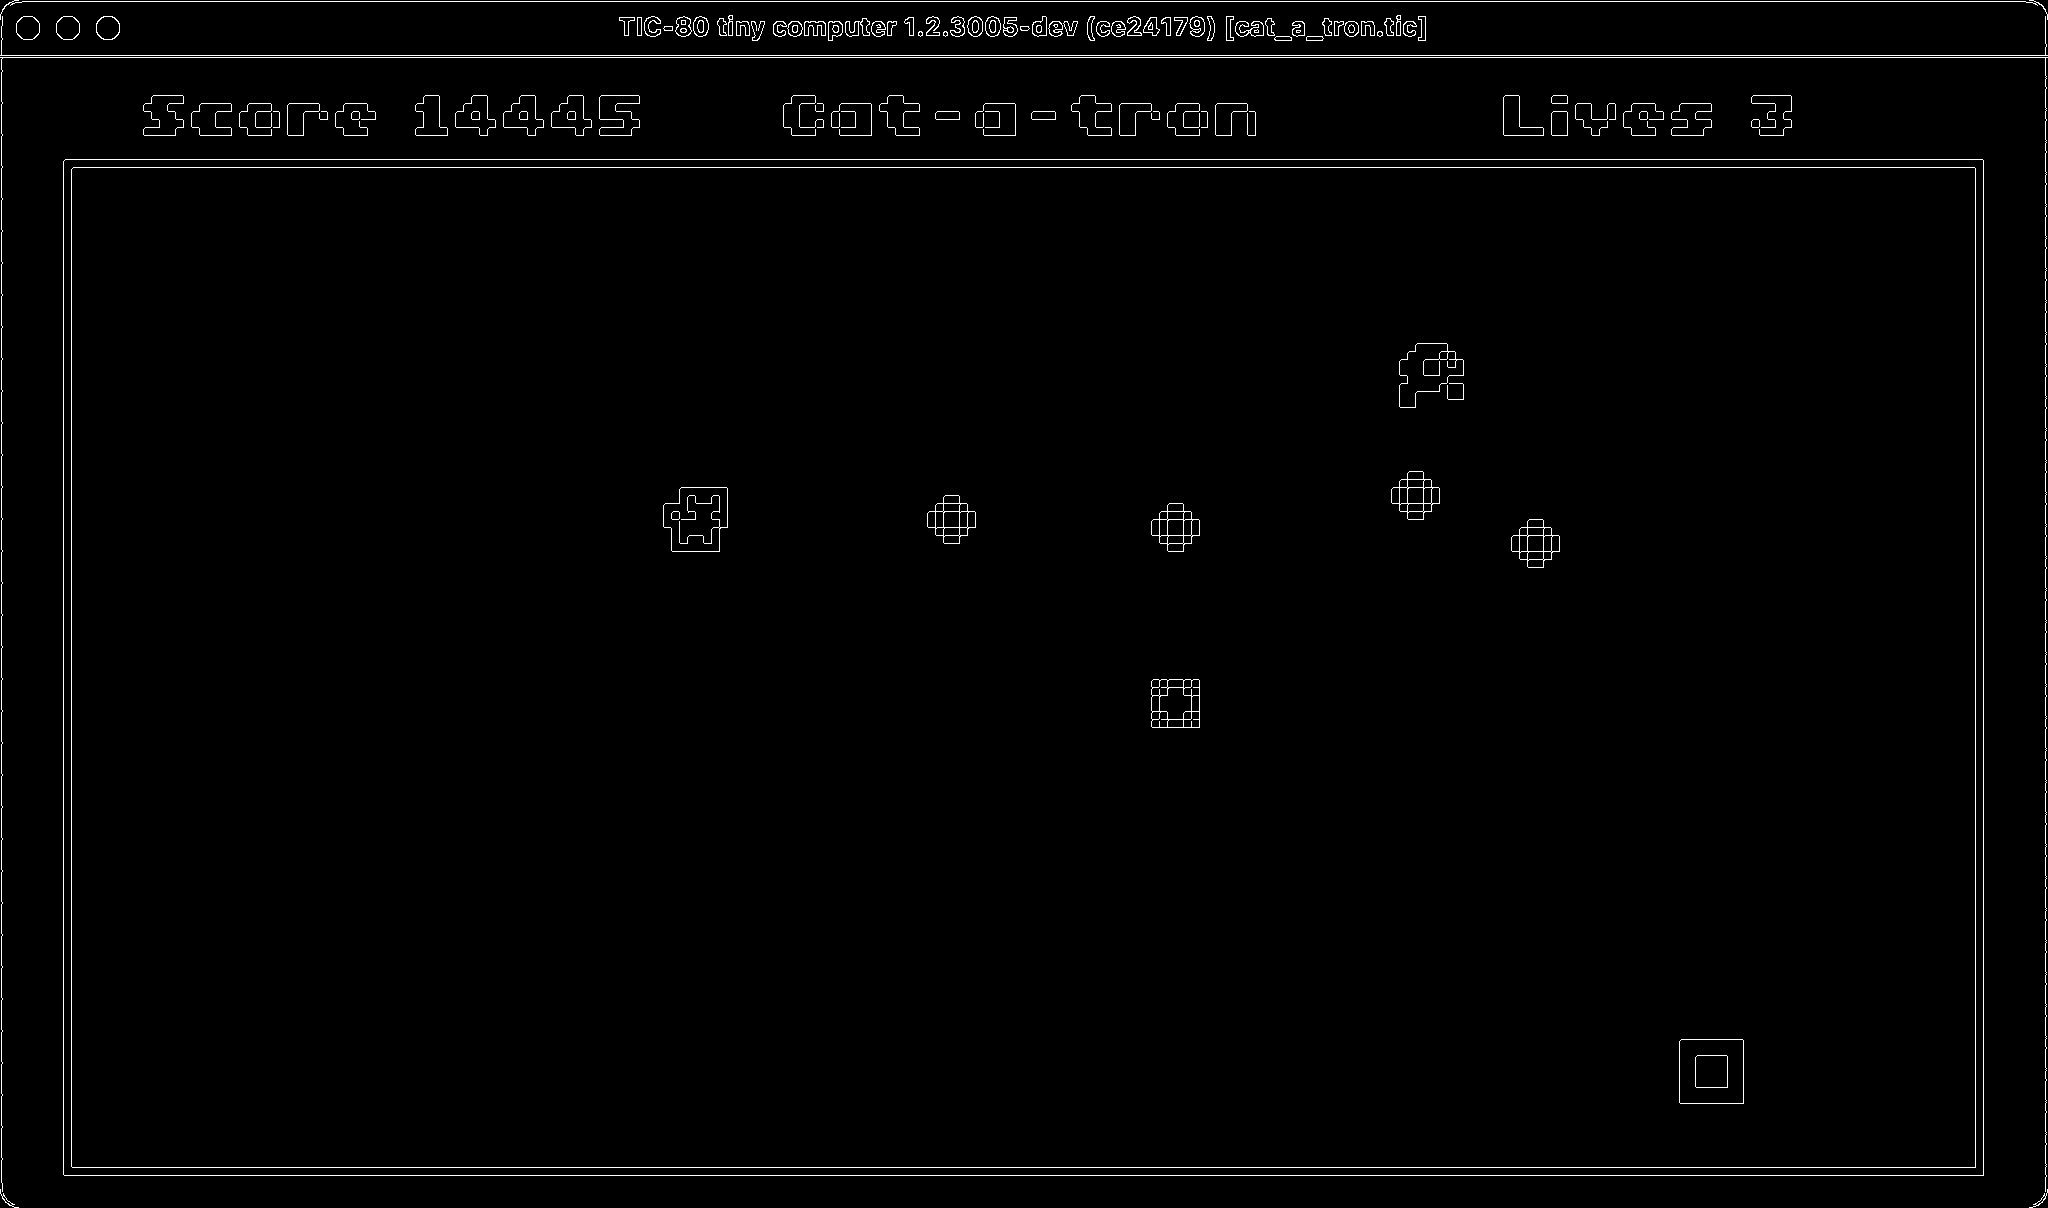 TIC-80 tiny computer 1.2.3005-dev (ce24179) [cat_a_tron.tic]
Score 14445 Cat-a-tron Lives 3